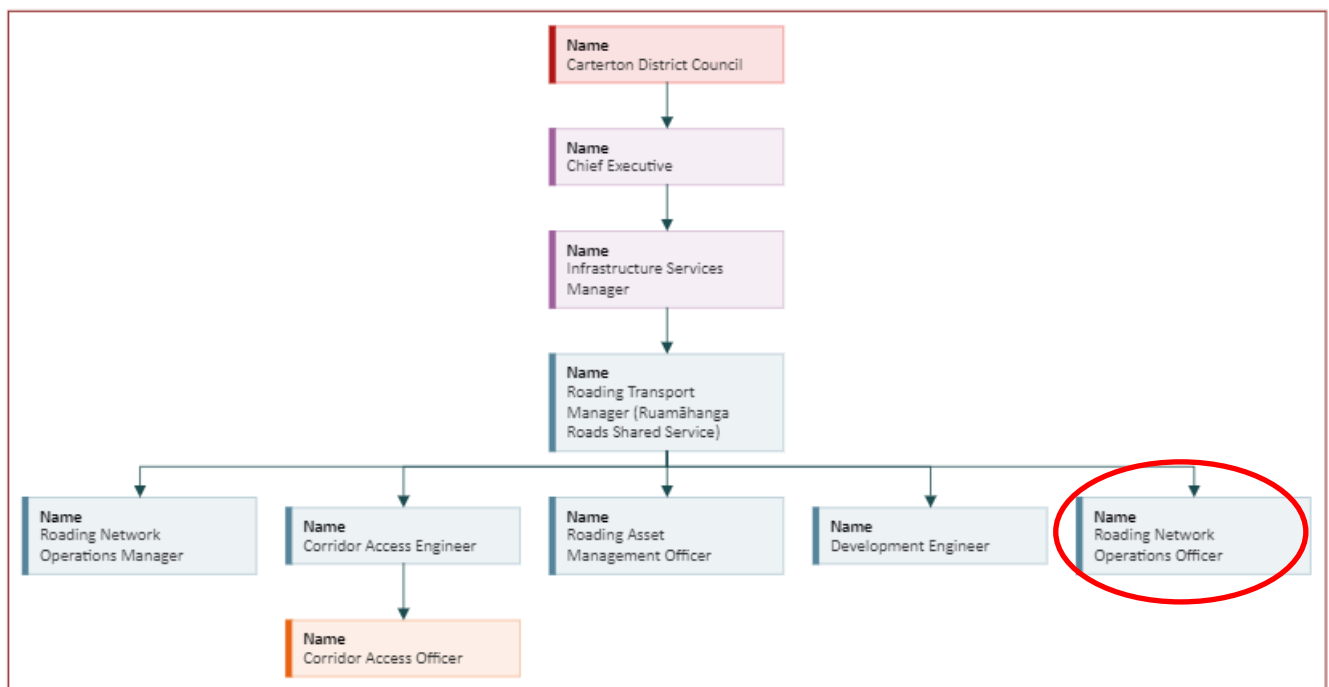 Name
Carterton District Council
Name
Chief Executive
Name
Infrastructure Services
Manager
Name
Roading Transport
Manager (Ruamāhanga
Roads Shared Service)
Name
Roading Network
Operations Manager
Name
Corridor Access Engineer
Name
Roading Asset
Management Officer
Name
Development Engineer
Name
Roading Network
Operations Officer
Name
Corridor Access Officer